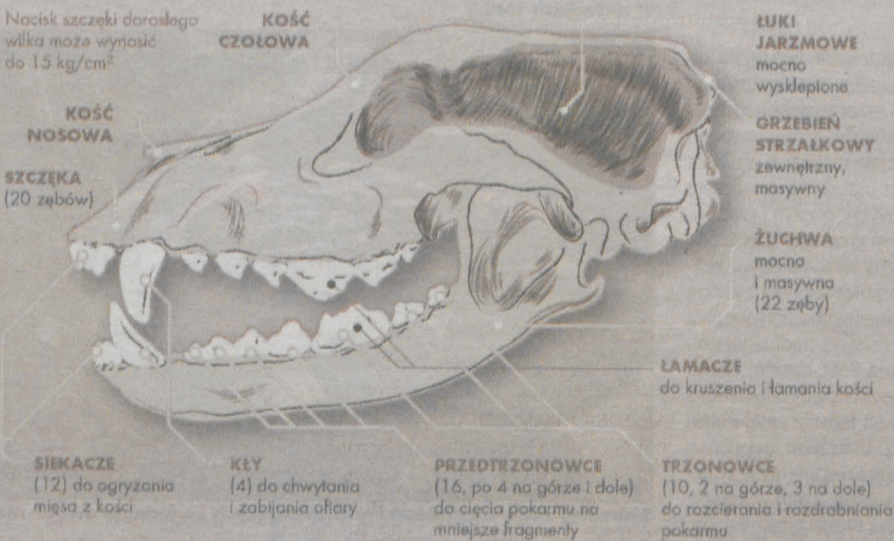 Nacisk szczęki dorosłego
wilka może wynosić
do 15 kg/cm²
KOŚĆ
CZOŁOWA
ŁUKI
JARZMOWE
mocno
wysklepione
KOŚĆ
NOSOWA
GRZEBIEŃ
STRZAŁKOWY
zewnętrzny,
masywny
SZCZĘKA
(20 zębów)
ŻUCHWA
mocna
i masywna
(22 zęby)
ŁAMACZE
do kruszenia i łamania kości
SIEKACZE
(12) do ogryzania
mięsa z kości
KŁY
(4) do chwytania
i zabijania ofiary
PRZEDTRZONOWCE
(16, po 4 na górze i dole)
do cięcia pokarmu na
mniejsze fragmenty
TRZONOWCE
(10, 2 na górze, 3 na dole)
do rozcierania i rozdrabniania
pokarmu